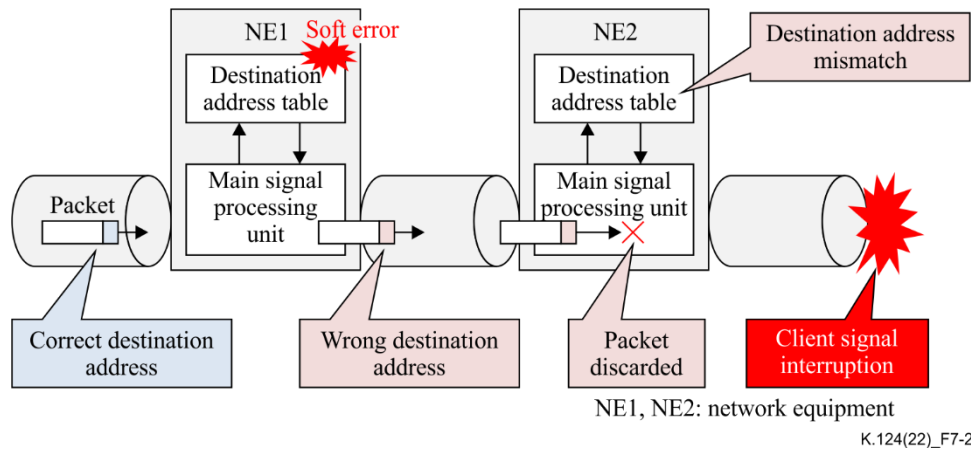 NE1
Soft error
Destination
address table
Main signal
processing
unit
NE2
Destination
address table
Main signal
processing unit
Destination address
mismatch
Packet
Correct destination
address
Wrong destination
address
Packet
discarded
Client signal
interruption
NE1, NE2: network equipment
K.124(22)_F7-2